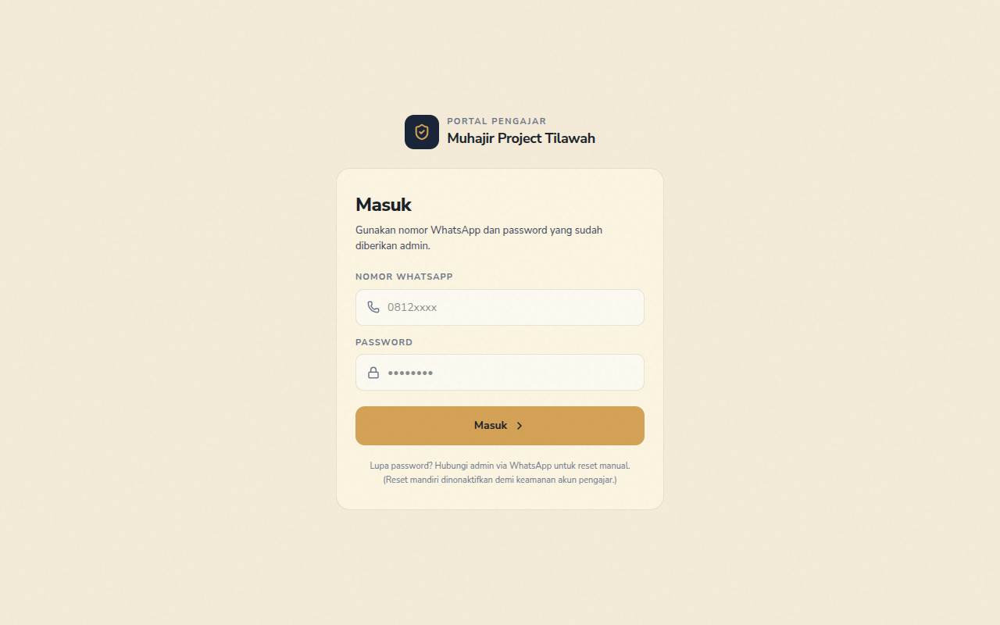 PORTAL PENGAJAR
Muhajir Project Tilawah
Masuk
Gunakan nomor WhatsApp dan password yang sudah
diberikan admin.
NOMOR WHATSAPP
0812xxxx
PASSWORD
••••••••
Masuk
Lupa password? Hubungi admin via WhatsApp untuk reset manual.
(Reset mandiri dinonaktifkan demi keamanan akun pengajar.)